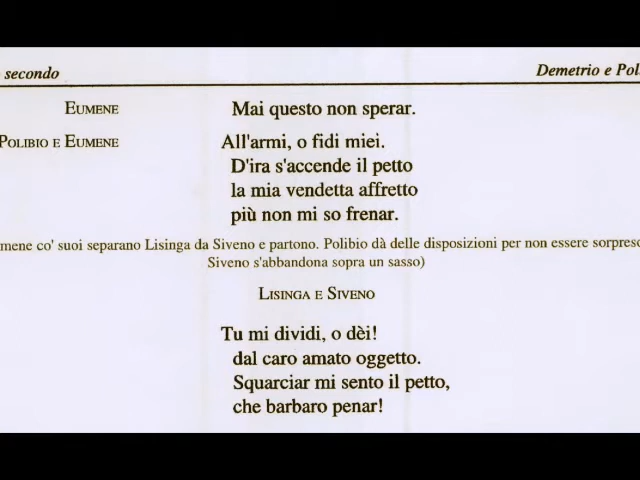 secondo Demetrio e Pol
EUMENE Mai questo non sperar.
POLIBIO E EUMENE All'armi, o fidi miei.
D'ira s'accende il petto
la mia vendetta affretto
più non mi so frenar.
mene co' suoi separano Lisinga da Siveno e partono. Polibio dà delle disposizioni per non essere sorpreso
Siveno s'abbandona sopra un sasso)
LISINGA E SIVENO
Tu mi dividi, o dèi!
dal caro amato oggetto.
Squarciar mi sento il petto,
che barbaro penar!